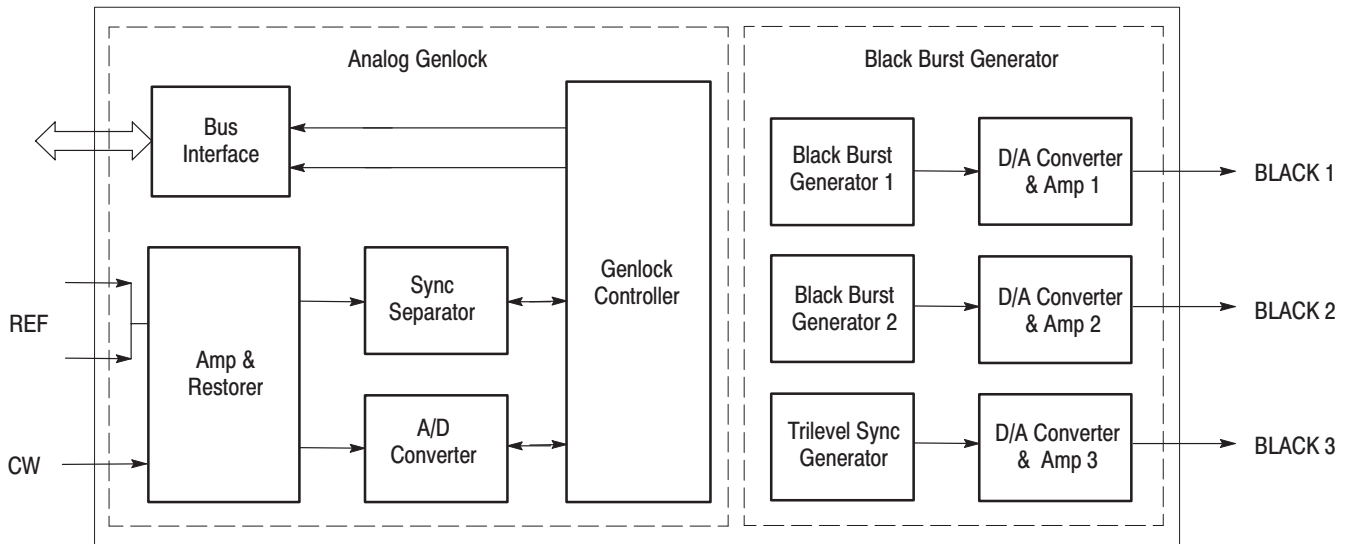 Analog Genlock
Black Burst Generator
Bus
Interface
Genlock
Controller
Black Burst
Generator 1
D/A Converter
& Amp 1
BLACK 1
REF
Amp &
Restorer
Sync
Separator
Black Burst
Generator 2
D/A Converter
& Amp 2
BLACK 2
CW
A/D
Converter
Trilevel Sync
Generator
D/A Converter
& Amp 3
BLACK 3